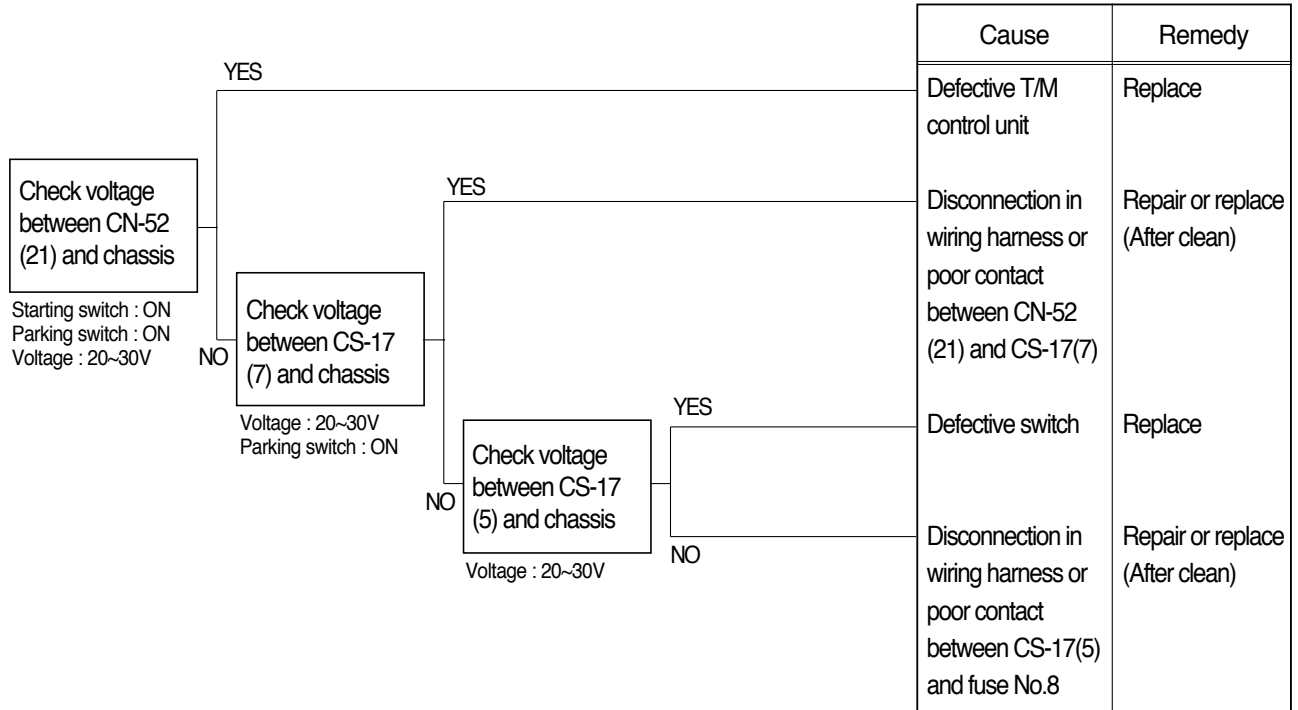 Cause
Remedy
YES
Defective T/M
control unit
Replace
Check voltage
between CN-52
(21) and chassis
Starting switch : ON
Parking switch : ON
Voltage : 20~30V
NO
YES
Disconnection in
wiring harness or
poor contact
between CN-52
(21) and CS-17(7)
Repair or replace
(After clean)
Check voltage
between CS-17
(7) and chassis
Voltage : 20~30V
Parking switch : ON
NO
YES
Defective switch
Replace
Check voltage
between CS-17
(5) and chassis
Voltage : 20~30V
NO
Disconnection in
wiring harness or
poor contact
between CS-17(5)
and fuse No.8
Repair or replace
(After clean)